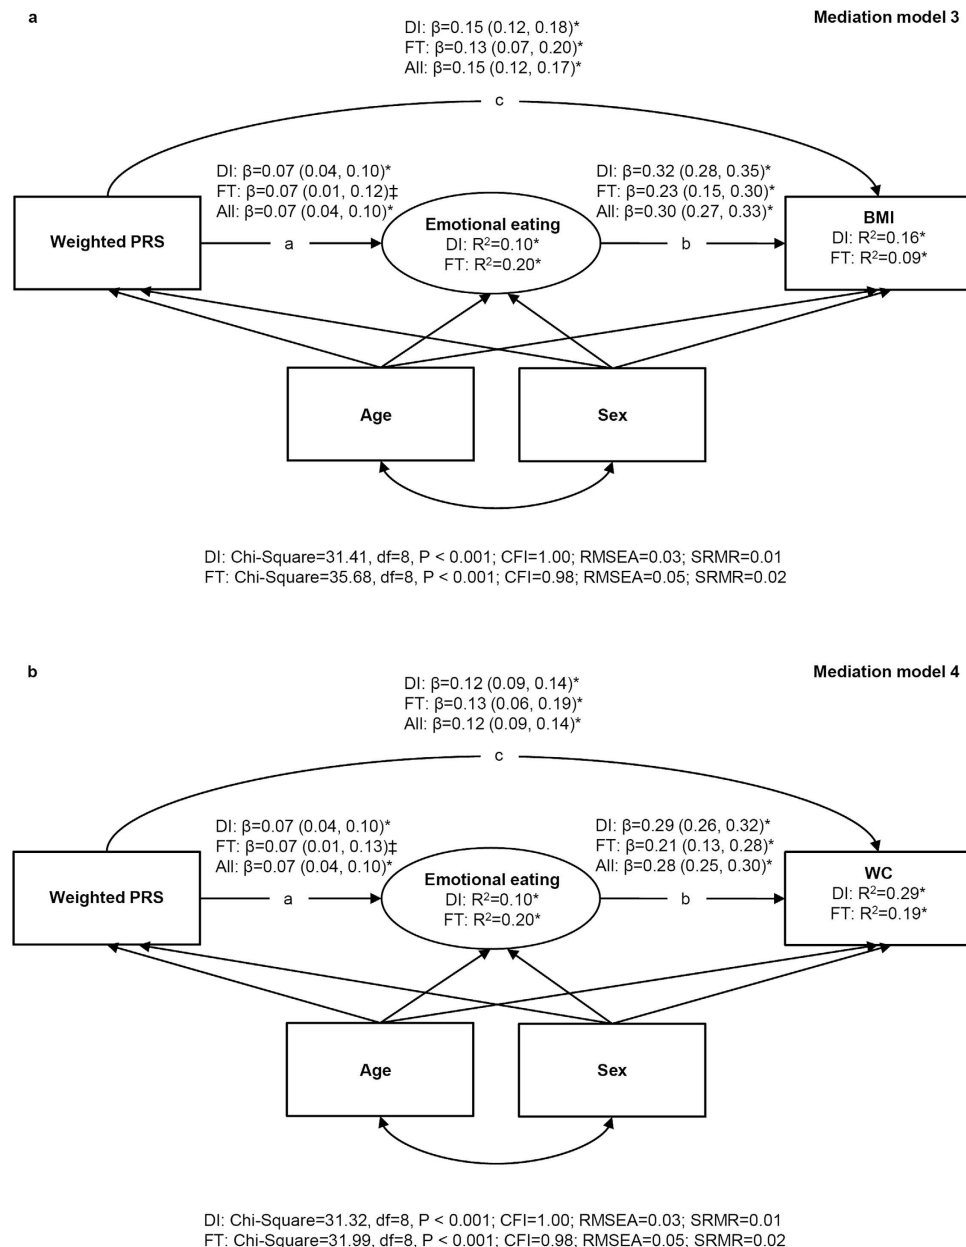 a
Mediation model 3
DI: β=0.15 (0.12, 0.18)*
FT: β=0.13 (0.07, 0.20)*
All: β=0.15 (0.12, 0.17)*
c
DI: β=0.07 (0.04, 0.10)*
FT: β=0.07 (0.01, 0.12)‡
All: β=0.07 (0.04, 0.10)*
DI: β=0.32 (0.28, 0.35)*
FT: β=0.23 (0.15, 0.30)*
All: β=0.30 (0.27, 0.33)*
Weighted PRS
a
Emotional eating
DI: R²=0.10*
FT: R²=0.20*
b
BMI
DI: R²=0.16*
FT: R²=0.09*
Age
Sex
DI: Chi-Square=31.41, df=8, P < 0.001; CFI=1.00; RMSEA=0.03; SRMR=0.01
FT: Chi-Square=35.68, df=8, P < 0.001; CFI=0.98; RMSEA=0.05; SRMR=0.02
b
Mediation model 4
DI: β=0.12 (0.09, 0.14)*
FT: β=0.13 (0.06, 0.19)*
All: β=0.12 (0.09, 0.14)*
c
DI: β=0.07 (0.04, 0.10)*
FT: β=0.07 (0.01, 0.13)‡
All: β=0.07 (0.04, 0.10)*
DI: β=0.29 (0.26, 0.32)*
FT: β=0.21 (0.13, 0.28)*
All: β=0.28 (0.25, 0.30)*
Weighted PRS
a
Emotional eating
DI: R²=0.10*
FT: R²=0.20*
b
WC
DI: R²=0.29*
FT: R²=0.19*
Age
Sex
DI: Chi-Square=31.32, df=8, P < 0.001; CFI=1.00; RMSEA=0.03; SRMR=0.01
FT: Chi-Square=31.99, df=8, P < 0.001; CFI=0.98; RMSEA=0.05; SRMR=0.02